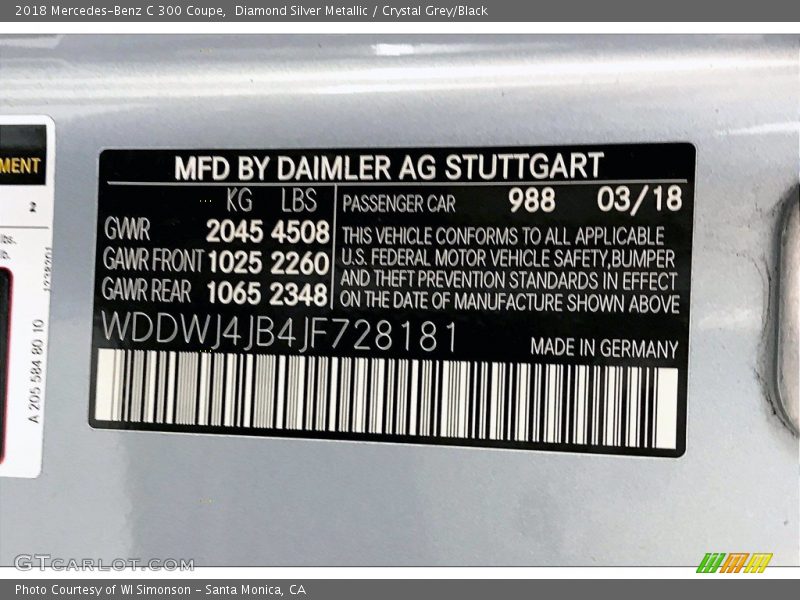 2018 Mercedes-Benz C 300 Coupe,  Diamond Silver Metallic / Crystal Grey/Black
MENT
2
lbs.
lb.
A 205 584 80 10
MFD BY DAIMLER AG STUTTGART
KG LBS
GVWR 2045 4508
GAWR FRONT 1025 2260
GAWR REAR 1065 2348
PASSENGER CAR 988 03/18
THIS VEHICLE CONFORMS TO ALL APPLICABLE
U.S. FEDERAL MOTOR VEHICLE SAFETY,BUMPER
AND THEFT PREVENTION STANDARDS IN EFFECT
ON THE DATE OF MANUFACTURE SHOWN ABOVE
WDDWJ4JB4JF728181
MADE IN GERMANY
GTCARLOT.COM
Photo Courtesy of WI Simonson - Santa Monica, CA